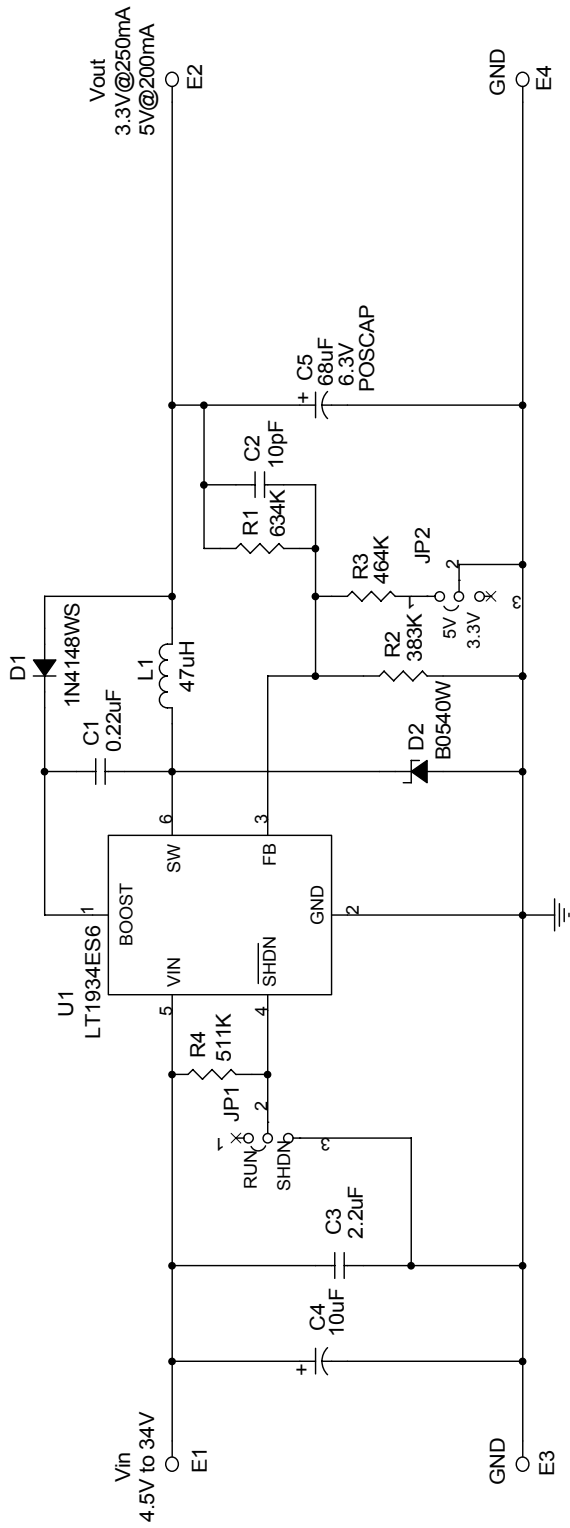 Vin
4.5V to 34V
E1
GND
E3
+
C4
10uF
C3
2.2uF
JP1
1
RUN
2
SHDN
3
R4
511K
U1
LT1934ES6
5
VIN
4
SHDN
1
BOOST
6
SW
3
FB
GND
2
D1
1N4148WS
C1
0.22uF
L1
47uH
D2
B0540W
R2
383K
R3
464K
JP2
1
5V
2
3.3V
3
R1
634K
C2
10pF
+
C5
68uF
6.3V
POSCAP
Vout
3.3V@250mA
5V@200mA
E2
GND
E4